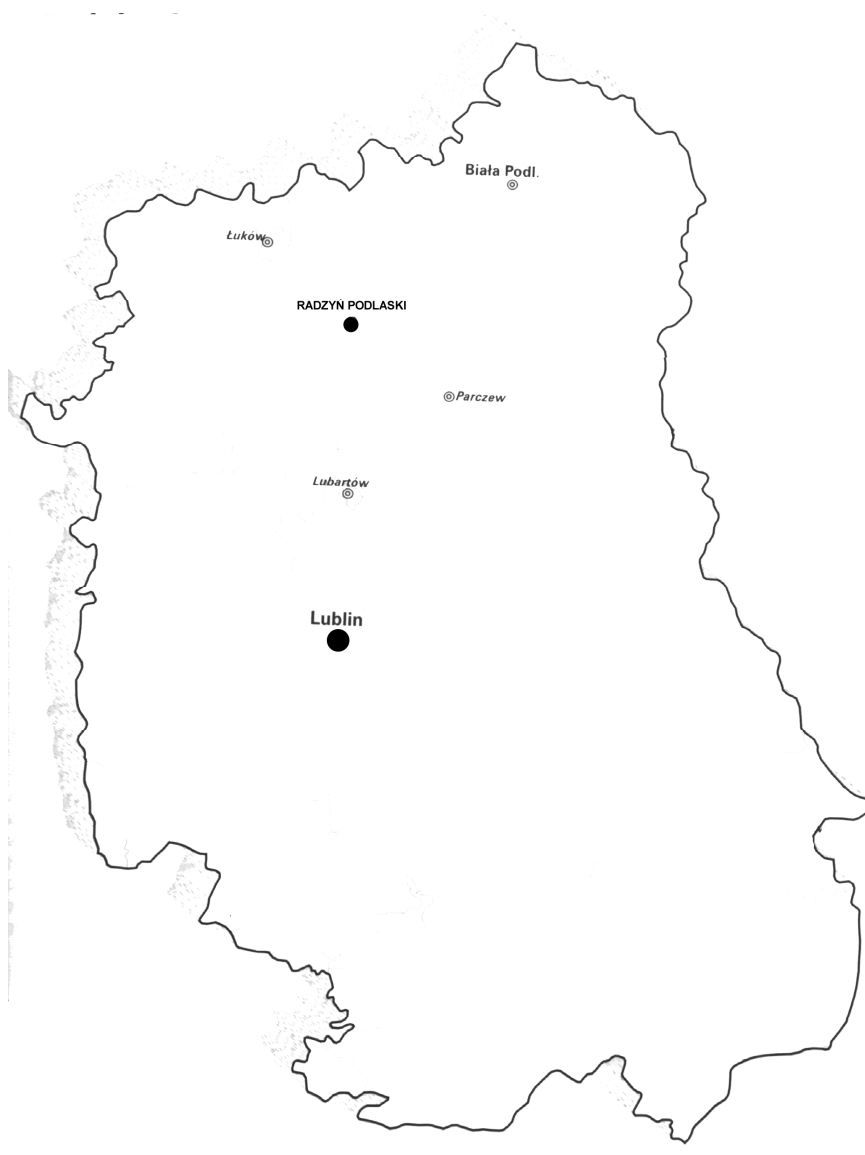 Biała Podl.
Łuków
RADZYŃ PODLASKI
Parczew
Lubartów
Lublin